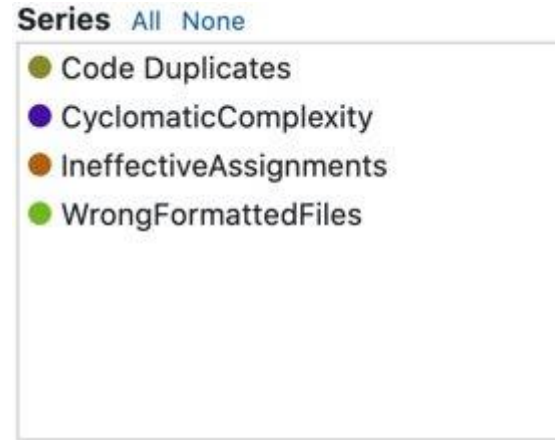 Series All None
Code Duplicates
CyclomaticComplexity
IneffectiveAssignments
WrongFormattedFiles